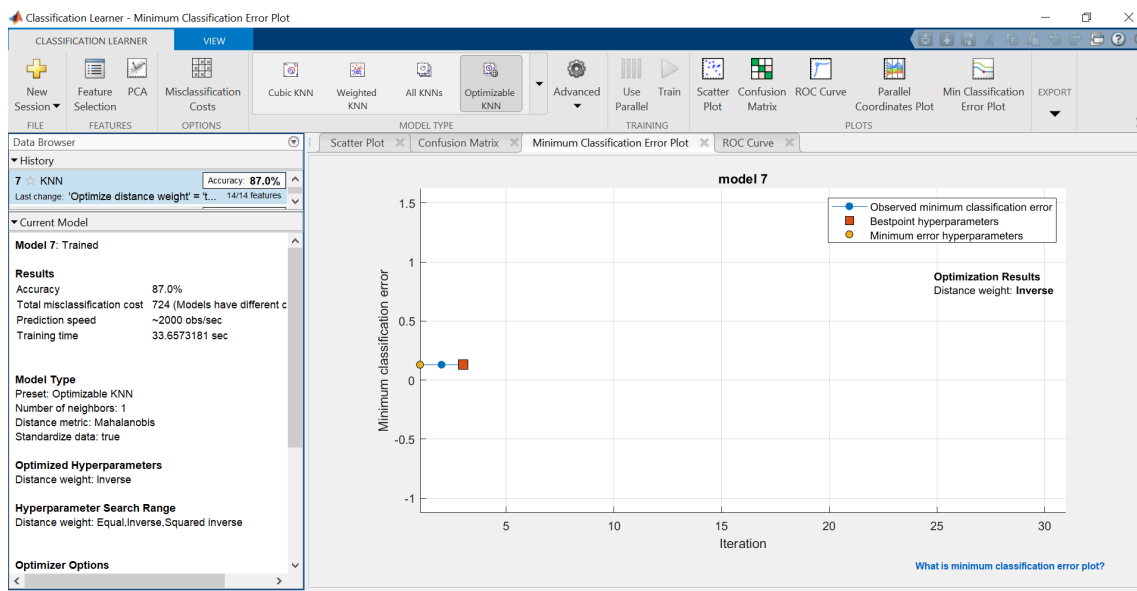 Classification Learner - Minimum Classification Error Plot
CLASSIFICATION LEARNER
VIEW
New Session
Feature Selection
PCA
Misclassification Costs
Cubic KNN
Weighted KNN
All KNNs
Optimizable KNN
Advanced
Use Parallel
Train
Scatter Plot
Confusion Matrix
ROC Curve
Parallel Coordinates Plot
Min Classification Error Plot
EXPORT
FILE
FEATURES
OPTIONS
MODEL TYPE
TRAINING
PLOTS
Data Browser
History
7 KNN
Accuracy: 87.0%
Last change: 'Optimize distance weight' = 't... 14/14 features
Current Model
Model 7: Trained
Results
Accuracy 87.0%
Total misclassification cost 724 (Models have different c
Prediction speed ~2000 obs/sec
Training time 33.6573181 sec
Model Type
Preset: Optimizable KNN
Number of neighbors: 1
Distance metric: Mahalanobis
Standardize data: true
Optimized Hyperparameters
Distance weight: Inverse
Hyperparameter Search Range
Distance weight: Equal,Inverse,Squared inverse
Optimizer Options
Scatter Plot
Confusion Matrix
Minimum Classification Error Plot
ROC Curve
model 7
Observed minimum classification error
Bestpoint hyperparameters
Minimum error hyperparameters
Optimization Results
Distance weight: Inverse
Minimum classification error
1.5
1
0.5
0
-0.5
-1
5 10 15 20 25 30
Iteration
What is minimum classification error plot?